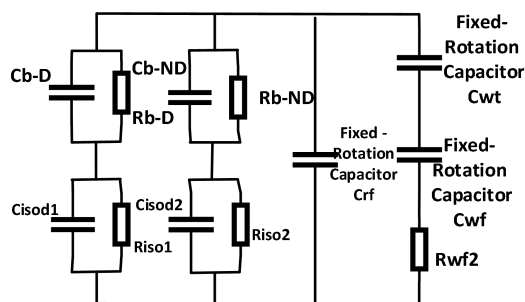 Cb-D
Cb-ND
Rb-D
Rb-ND
Cisod1
Riso1
Cisod2
Riso2
Fixed -
Rotation
Capacitor
Crf
Fixed-
Rotation
Capacitor
Cwt
Fixed-
Rotation
Capacitor
Cwf
Rwf2